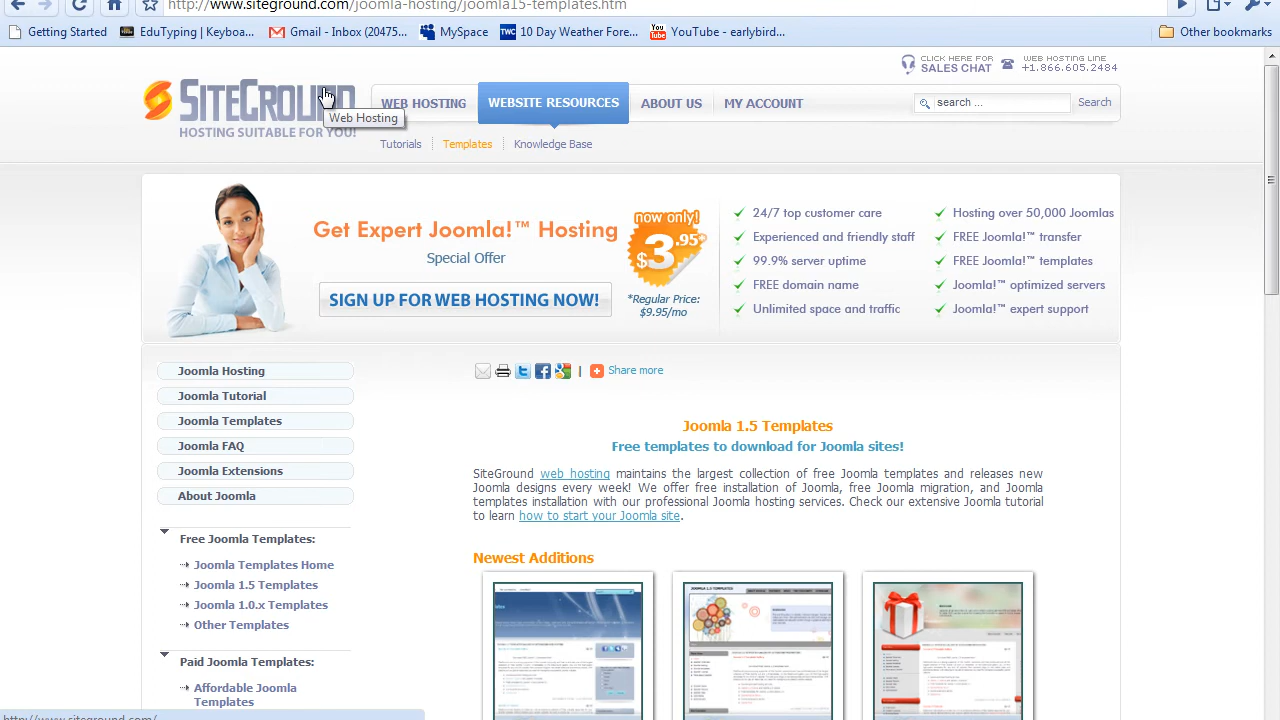 http://www.siteground.com/joomla-hosting/joomla15-templates.htm
Getting Started
EduTyping | Keyboa...
Gmail - Inbox (20475...
MySpace
TWC
10 Day Weather Fore...
You
Tube
YouTube - earlybird...
Other bookmarks
CLICK HERE FOR
SALES CHAT
WEB HOSTING LINE
+1.866.605.2484
SITEGROUND
HOSTING SUITABLE FOR YOU!
WEB HOSTING
WEBSITE RESOURCES
ABOUT US
MY ACCOUNT
search ...
Search
Web Hosting
Tutorials
Templates
Knowledge Base
Get Expert Joomla!™ Hosting
Special Offer
SIGN UP FOR WEB HOSTING NOW!
now only!
$3.95*
*Regular Price:
$9.95/mo
24/7 top customer care
Experienced and friendly staff
99.9% server uptime
FREE domain name
Unlimited space and traffic
Hosting over 50,000 Joomlas
FREE Joomla!™ transfer
FREE Joomla!™ templates
Joomla!™ optimized servers
Joomla!™ expert support
Joomla Hosting
Joomla Tutorial
Joomla Templates
Joomla FAQ
Joomla Extensions
About Joomla
Free Joomla Templates:
Joomla Templates Home
Joomla 1.5 Templates
Joomla 1.0.x Templates
Other Templates
Paid Joomla Templates:
Affordable Joomla
Templates
| Share more
Joomla 1.5 Templates
Free templates to download for Joomla sites!
SiteGround web hosting maintains the largest collection of free Joomla templates and releases new
Joomla designs every week! We offer free installation of Joomla, free Joomla migration, and Joomla
templates installation with our professional Joomla hosting services. Check our extensive Joomla tutorial
to learn how to start your Joomla site.
Newest Additions
JOOMLA 1.5 TEMPLATES
http://www.siteground.com/